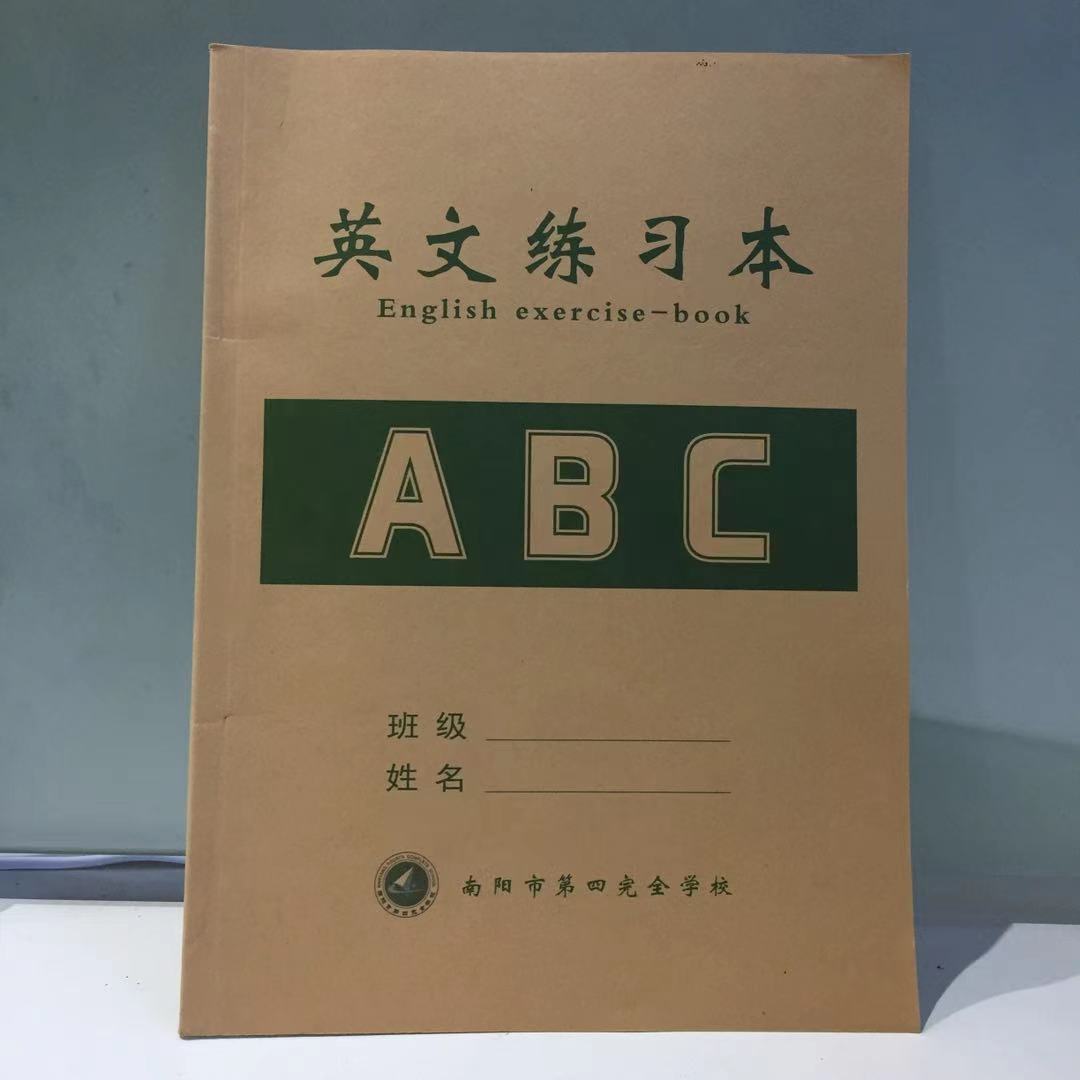 英文练习本
English exercise-book
ABC
班级
姓名
南阳市第四完全学校